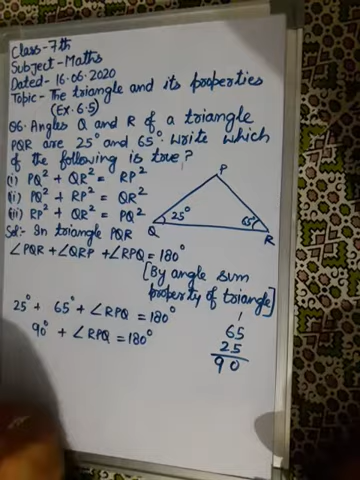 Class-7th
Subject-Maths
Dated-16.06.2020
Topic- The triangle and its properties
(Ex.6.5)
Q6. Angles Q and R of a triangle
PQR are 25° and 65°. write which
of the following is true?
(i) PQ² + QR² = RP²
(ii) PQ² + RP² = QR²
(iii) RP² + QR² = PQ²
P
25°
65°
Q
R
Sol:- In triangle PQR
∠PQR + ∠QRP + ∠RPQ = 180°
[By angle sum
property of triangle]
25° + 65° + ∠RPQ = 180°
90° + ∠RPQ = 180°
1
65
25
90